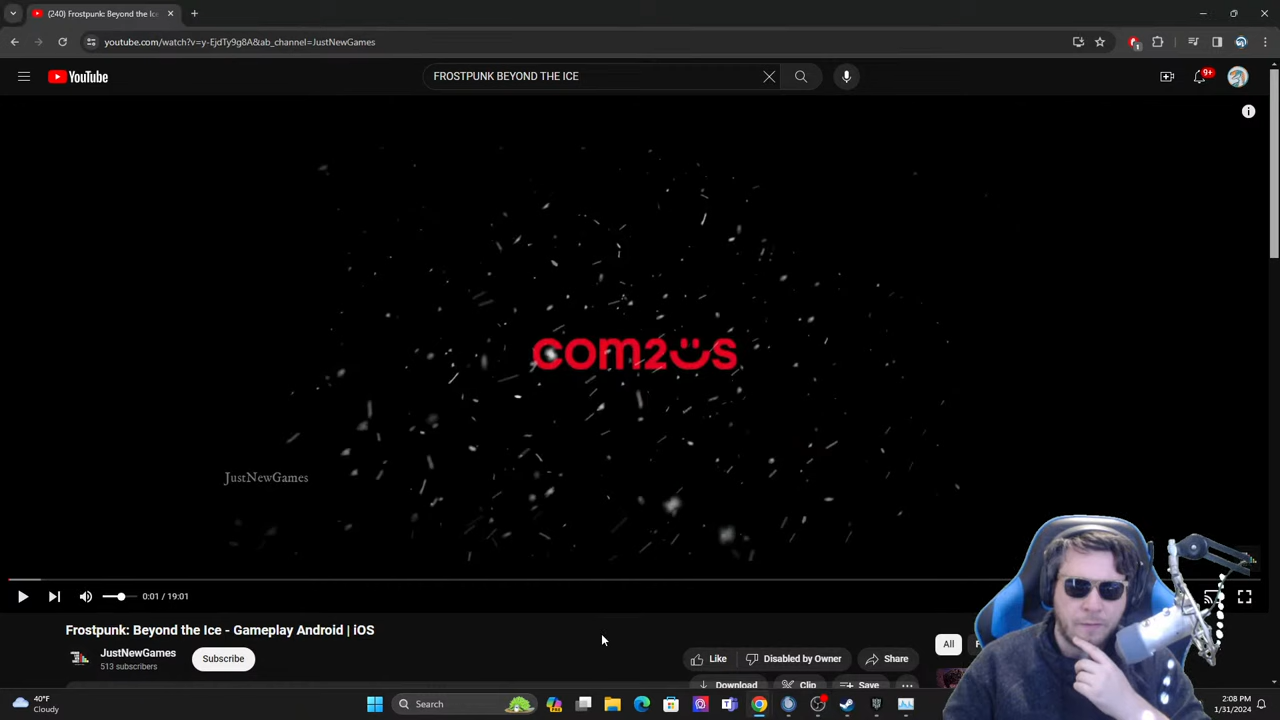 (240) Frostpunk: Beyond the Ice
youtube.com/watch?v=y-EjdTy9g8A&ab_channel=JustNewGames
1
YouTube
FROSTPUNK BEYOND THE ICE
9+
com2us
JustNewGames
0:01 / 19:01
Frostpunk: Beyond the Ice - Gameplay Android | iOS
JustNewGames
513 subscribers
Subscribe
Like
Disabled by Owner
Share
All
Download
Clip
Save
40°F
Cloudy
Search
2:08 PM
1/31/2024